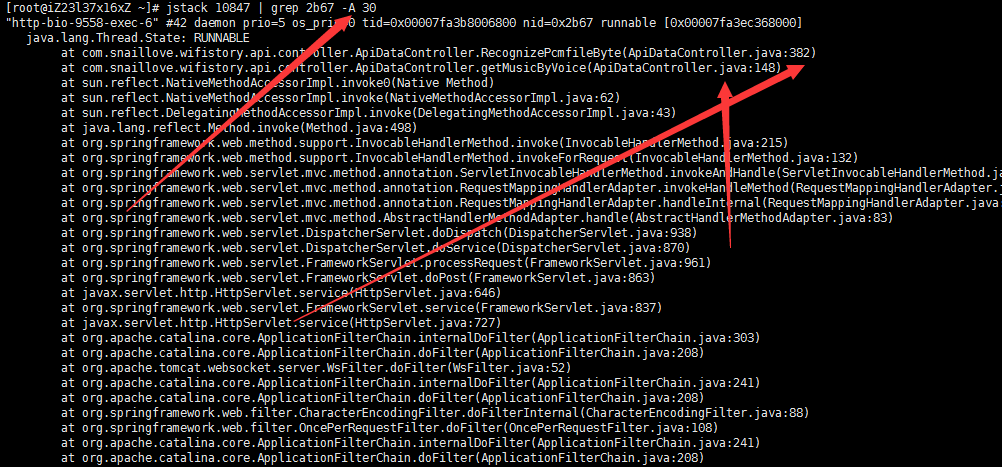 [root@iZ23l37x16xZ ~]# jstack 10847 | grep 2b67 -A 30
"http-bio-9558-exec-6" #42 daemon prio=5 os_prio=0 tid=0x00007fa3b8006800 nid=0x2b67 runnable [0x00007fa3ec368000]
java.lang.Thread.State: RUNNABLE
at com.snaillove.wifistory.api.controller.ApiDataController.RecognizePcmfileByte(ApiDataController.java:382)
at com.snaillove.wifistory.api.controller.ApiDataController.getMusicByVoice(ApiDataController.java:148)
at sun.reflect.NativeMethodAccessorImpl.invoke0(Native Method)
at sun.reflect.NativeMethodAccessorImpl.invoke(NativeMethodAccessorImpl.java:62)
at sun.reflect.DelegatingMethodAccessorImpl.invoke(DelegatingMethodAccessorImpl.java:43)
at java.lang.reflect.Method.invoke(Method.java:498)
at org.springframework.web.method.support.InvocableHandlerMethod.invoke(InvocableHandlerMethod.java:215)
at org.springframework.web.method.support.InvocableHandlerMethod.invokeForRequest(InvocableHandlerMethod.java:132)
at org.springframework.web.servlet.mvc.method.annotation.ServletInvocableHandlerMethod.invokeAndHandle(ServletInvocableHandlerMethod.ja
at org.springframework.web.servlet.mvc.method.annotation.RequestMappingHandlerAdapter.invokeHandleMethod(RequestMappingHandlerAdapter.j
at org.springframework.web.servlet.mvc.method.annotation.RequestMappingHandlerAdapter.handleInternal(RequestMappingHandlerAdapter.java:
at org.springframework.web.servlet.mvc.method.AbstractHandlerMethodAdapter.handle(AbstractHandlerMethodAdapter.java:83)
at org.springframework.web.servlet.DispatcherServlet.doDispatch(DispatcherServlet.java:938)
at org.springframework.web.servlet.DispatcherServlet.doService(DispatcherServlet.java:870)
at org.springframework.web.servlet.FrameworkServlet.processRequest(FrameworkServlet.java:961)
at org.springframework.web.servlet.FrameworkServlet.doPost(FrameworkServlet.java:863)
at javax.servlet.http.HttpServlet.service(HttpServlet.java:646)
at org.springframework.web.servlet.FrameworkServlet.service(FrameworkServlet.java:837)
at javax.servlet.http.HttpServlet.service(HttpServlet.java:727)
at org.apache.catalina.core.ApplicationFilterChain.internalDoFilter(ApplicationFilterChain.java:303)
at org.apache.catalina.core.ApplicationFilterChain.doFilter(ApplicationFilterChain.java:208)
at org.apache.tomcat.websocket.server.WsFilter.doFilter(WsFilter.java:52)
at org.apache.catalina.core.ApplicationFilterChain.internalDoFilter(ApplicationFilterChain.java:241)
at org.apache.catalina.core.ApplicationFilterChain.doFilter(ApplicationFilterChain.java:208)
at org.springframework.web.filter.CharacterEncodingFilter.doFilterInternal(CharacterEncodingFilter.java:88)
at org.springframework.web.filter.OncePerRequestFilter.doFilter(OncePerRequestFilter.java:108)
at org.apache.catalina.core.ApplicationFilterChain.internalDoFilter(ApplicationFilterChain.java:241)
at org.apache.catalina.core.ApplicationFilterChain.doFilter(ApplicationFilterChain.java:208)